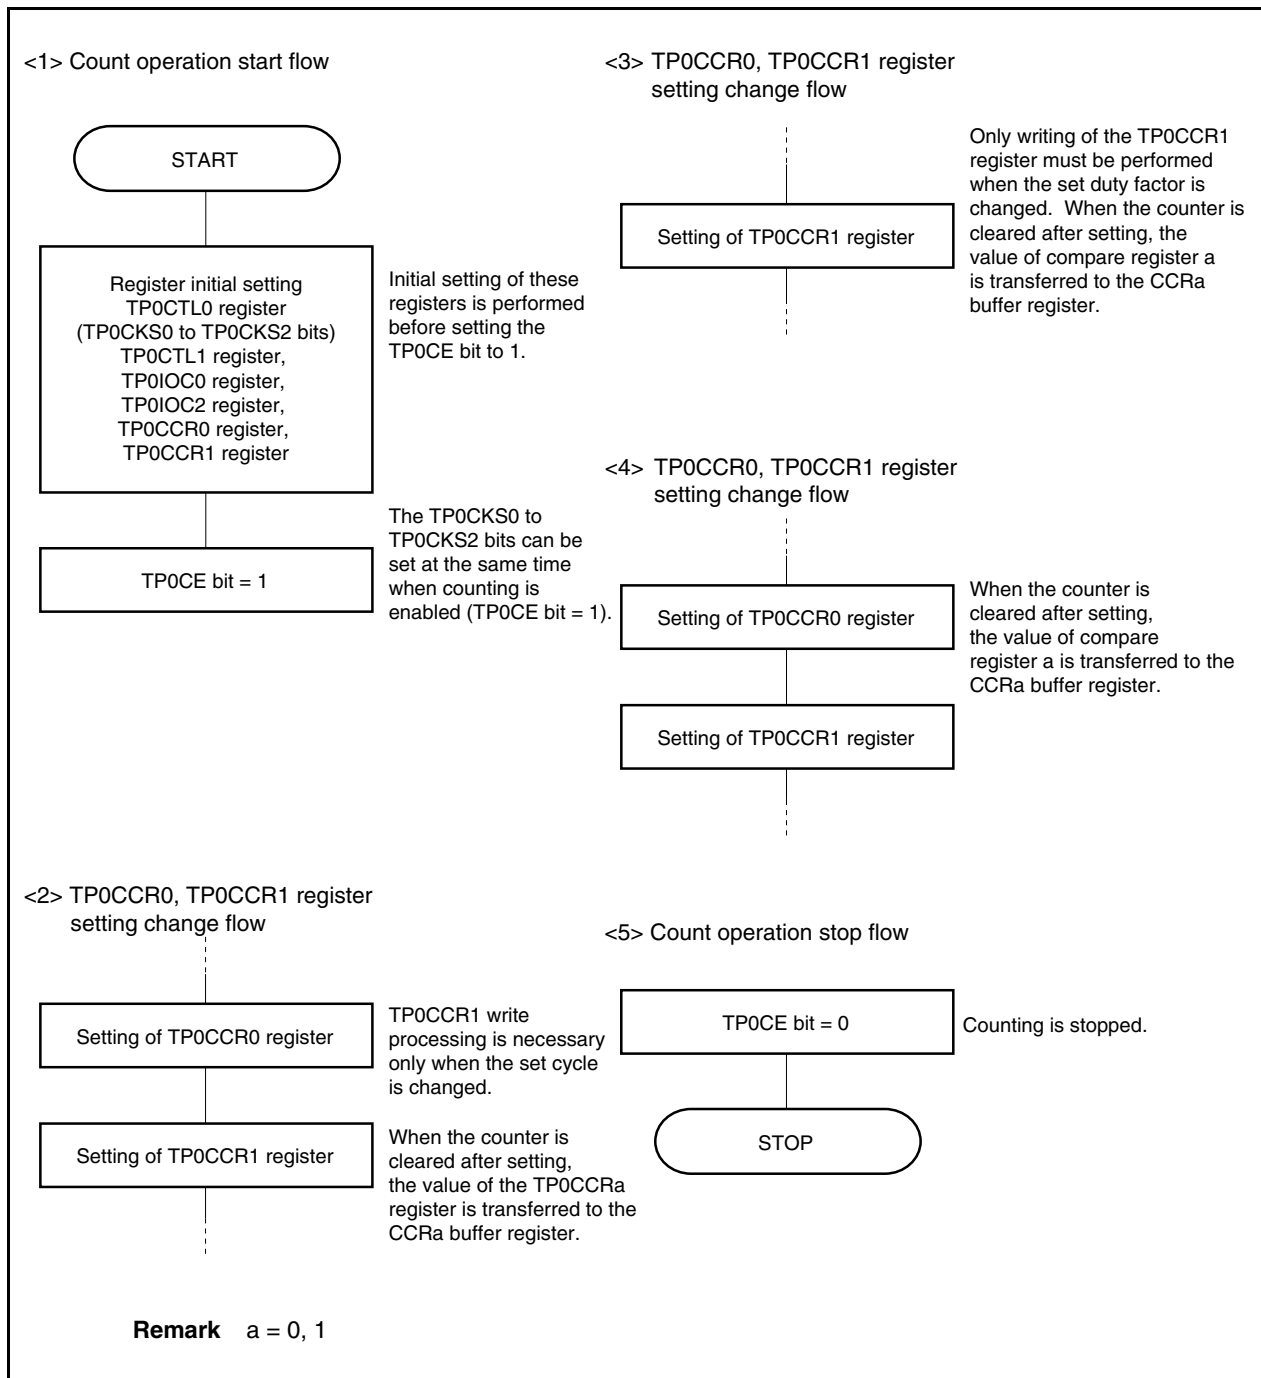 <1> Count operation start flow
START
Register initial setting
TP0CTL0 register
(TP0CKS0 to TP0CKS2 bits)
TP0CTL1 register,
TP0IOC0 register,
TP0IOC2 register,
TP0CCR0 register,
TP0CCR1 register
Initial setting of these
registers is performed
before setting the
TP0CE bit to 1.
TP0CE bit = 1
The TP0CKS0 to
TP0CKS2 bits can be
set at the same time
when counting is
enabled (TP0CE bit = 1).
<2> TP0CCR0, TP0CCR1 register
setting change flow
Setting of TP0CCR0 register
TP0CCR1 write
processing is necessary
only when the set cycle
is changed.
Setting of TP0CCR1 register
When the counter is
cleared after setting,
the value of the TP0CCRa
register is transferred to the
CCRa buffer register.
<3> TP0CCR0, TP0CCR1 register
setting change flow
Setting of TP0CCR1 register
Only writing of the TP0CCR1
register must be performed
when the set duty factor is
changed. When the counter is
cleared after setting, the
value of compare register a
is transferred to the CCRa
buffer register.
<4> TP0CCR0, TP0CCR1 register
setting change flow
Setting of TP0CCR0 register
When the counter is
cleared after setting,
the value of compare
register a is transferred to the
CCRa buffer register.
Setting of TP0CCR1 register
<5> Count operation stop flow
TP0CE bit = 0
Counting is stopped.
STOP
Remark a = 0, 1